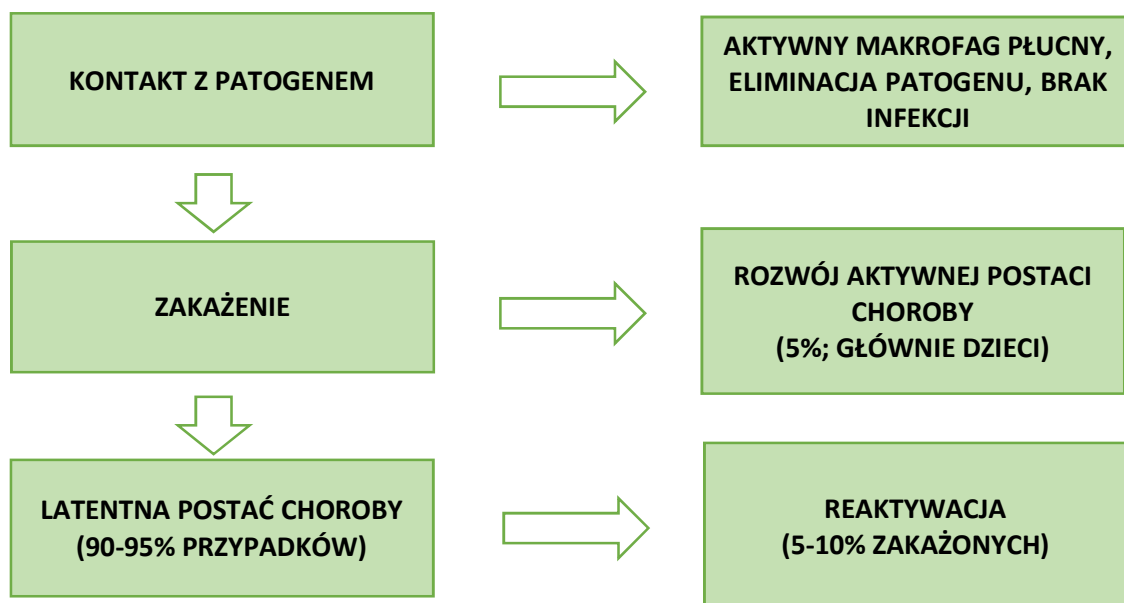 KONTAKT Z PATOGENEM
AKTYWNY MAKROFAG PŁUCNY,
ELIMINACJA PATOGENU, BRAK
INFEKCJI
ZAKAŻENIE
ROZWÓJ AKTYWNEJ POSTACI
CHOROBY
(5%; GŁÓWNIE DZIECI)
LATENTNA POSTAĆ CHOROBY
(90-95% PRZYPADKÓW)
REAKTYWACJA
(5-10% ZAKAŻONYCH)